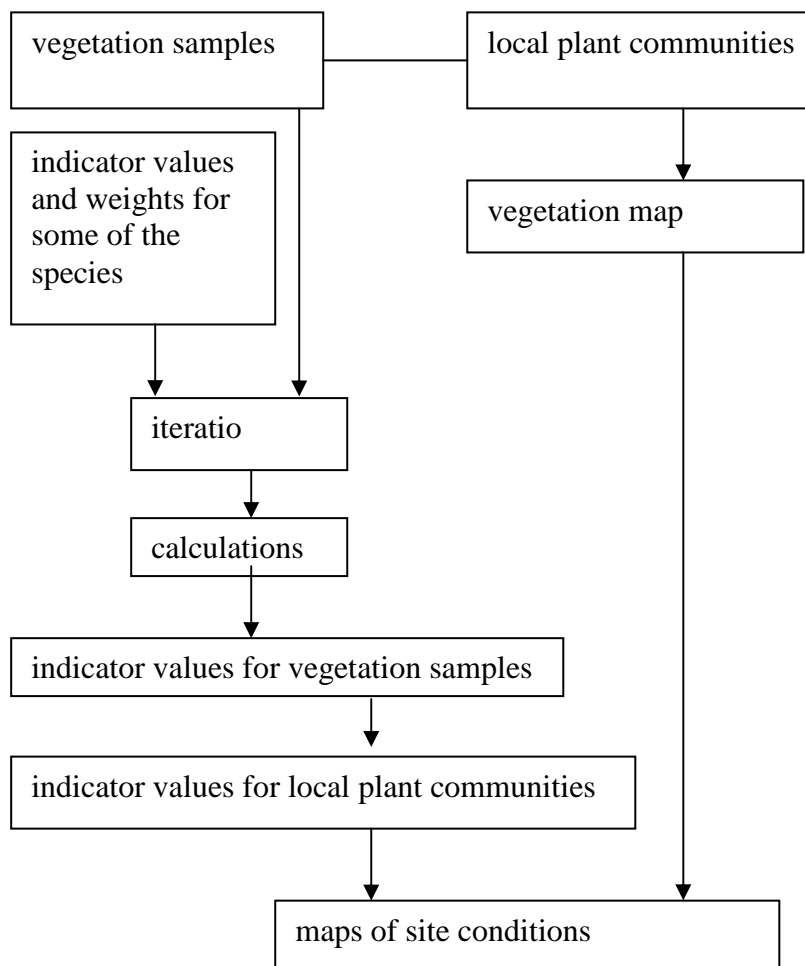 vegetation samples
local plant communities
indicator values
and weights for
some of the
species
vegetation map
iteratio
calculations
indicator values for vegetation samples
indicator values for local plant communities
maps of site conditions